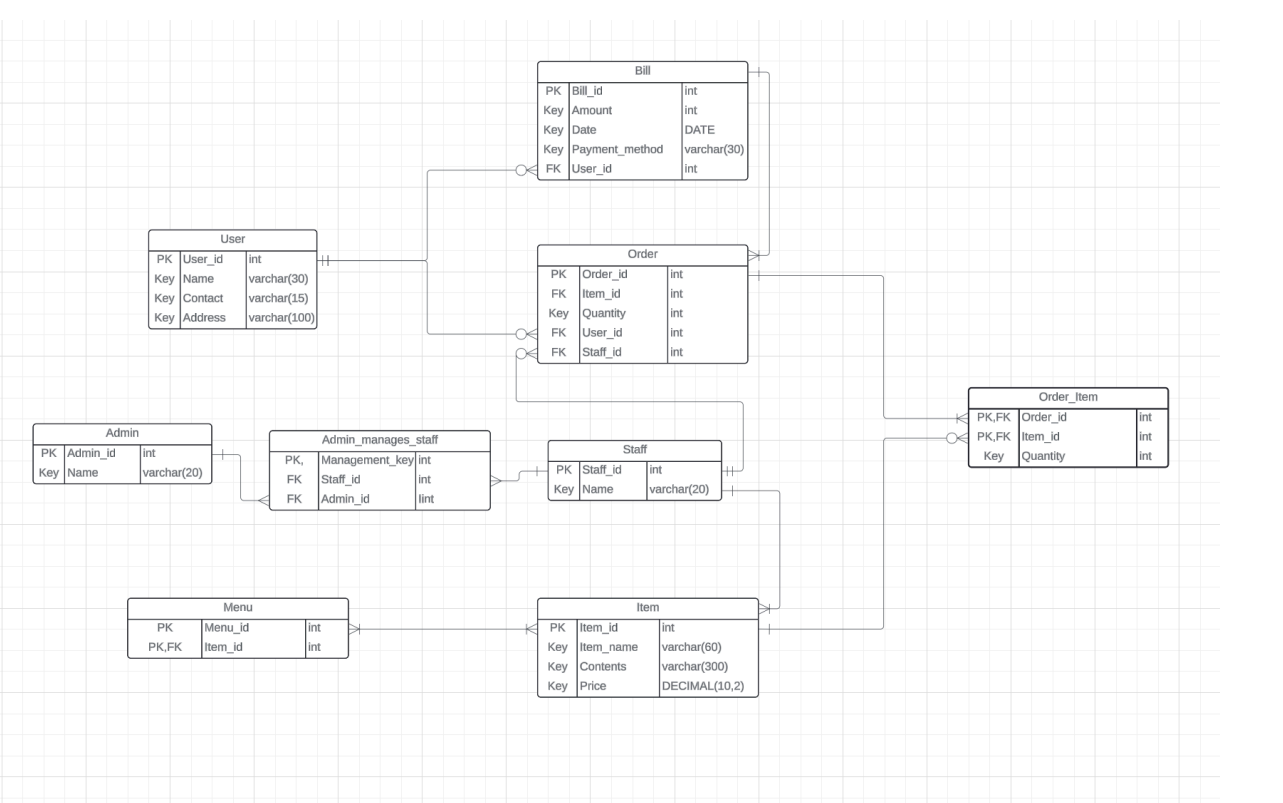 Bill
PK Bill_id int
Key Amount int
Key Date DATE
Key Payment_method varchar(30)
FK User_id int
User
PK User_id int
Key Name varchar(30)
Key Contact varchar(15)
Key Address varchar(100)
Order
PK Order_id int
FK Item_id int
Key Quantity int
FK User_id int
FK Staff_id int
Order_Item
PK,FK Order_id int
PK,FK Item_id int
Key Quantity int
Admin
PK Admin_id int
Key Name varchar(20)
Admin_manages_staff
PK, Management_key int
FK Staff_id int
FK Admin_id Iint
Staff
PK Staff_id int
Key Name varchar(20)
Menu
PK Menu_id int
PK,FK Item_id int
Item
PK Item_id int
Key Item_name varchar(60)
Key Contents varchar(300)
Key Price DECIMAL(10,2)